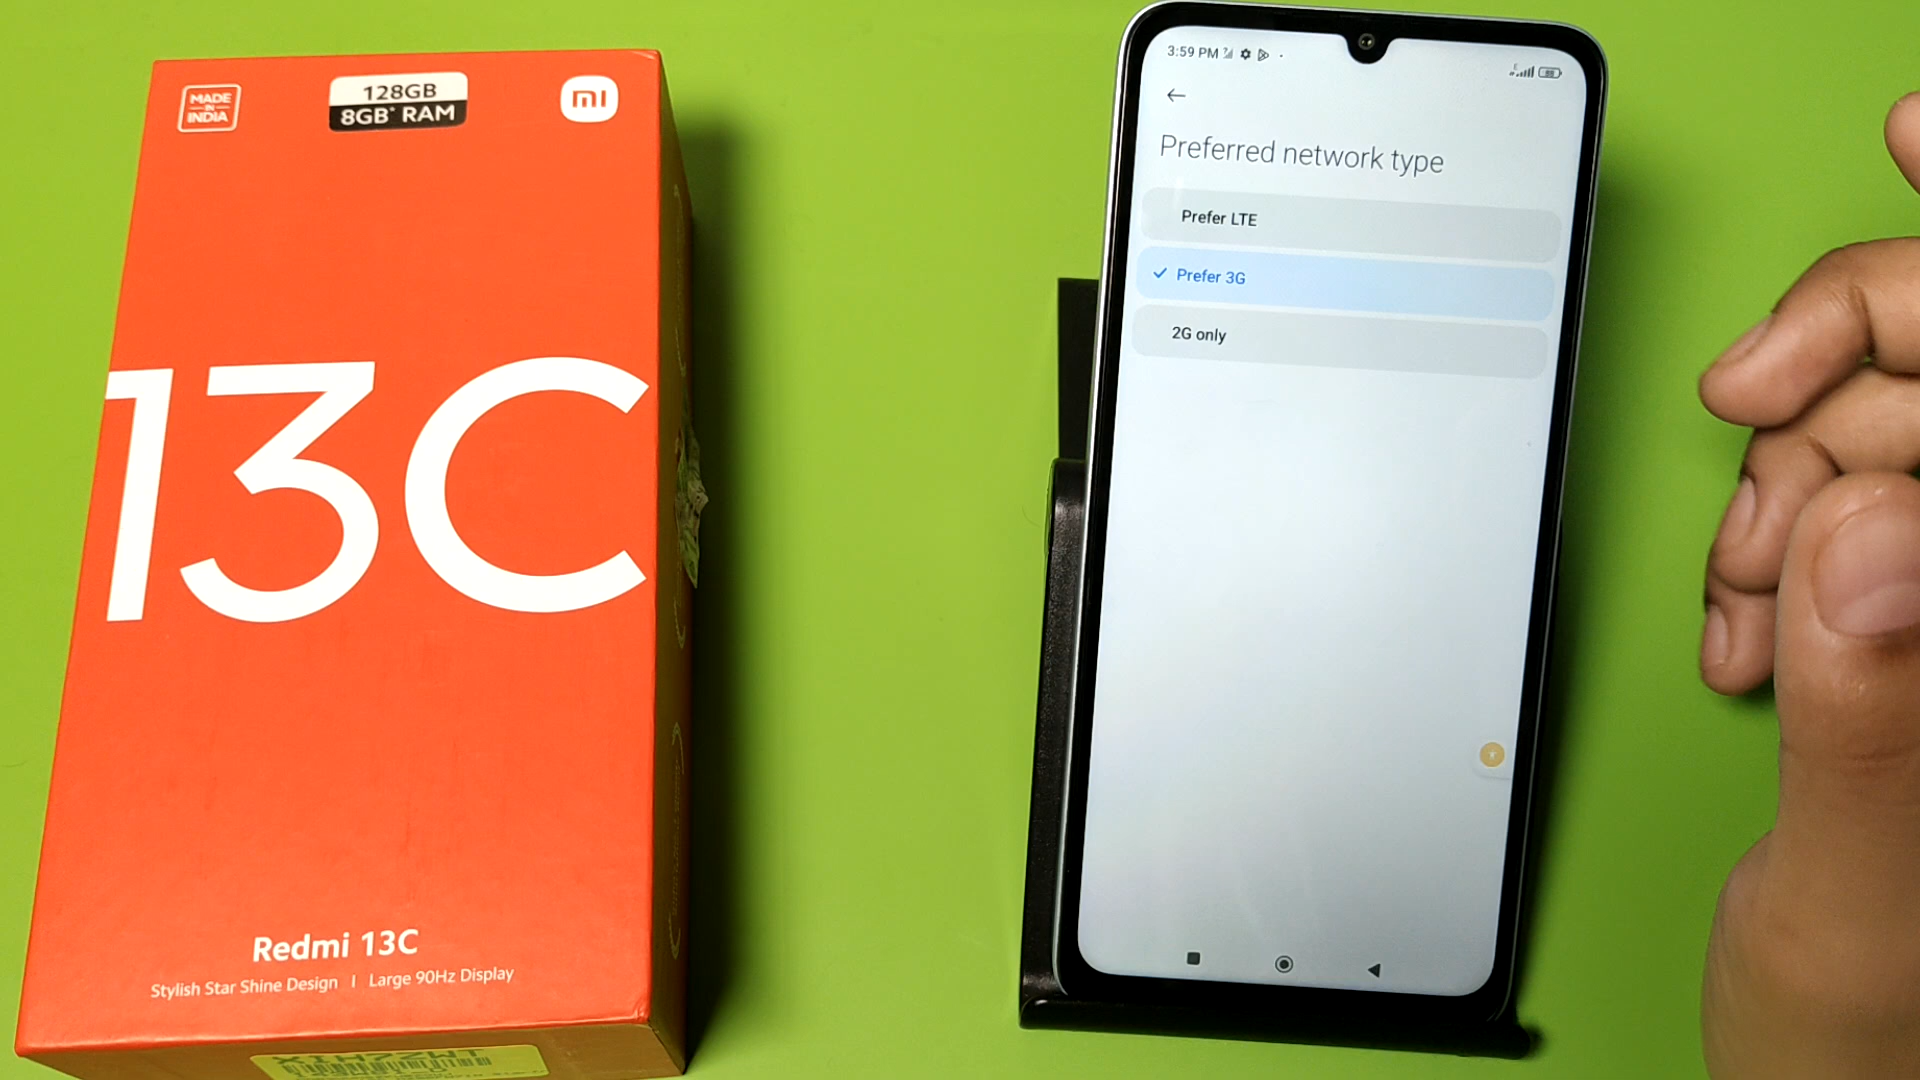 MADE
IN
INDIA
128GB
8GB* RAM
mi
13C
Redmi 13C
Stylish Star Shine Design | Large 90Hz Display
3:59 PM
Preferred network type
Prefer LTE
Prefer 3G
2G only